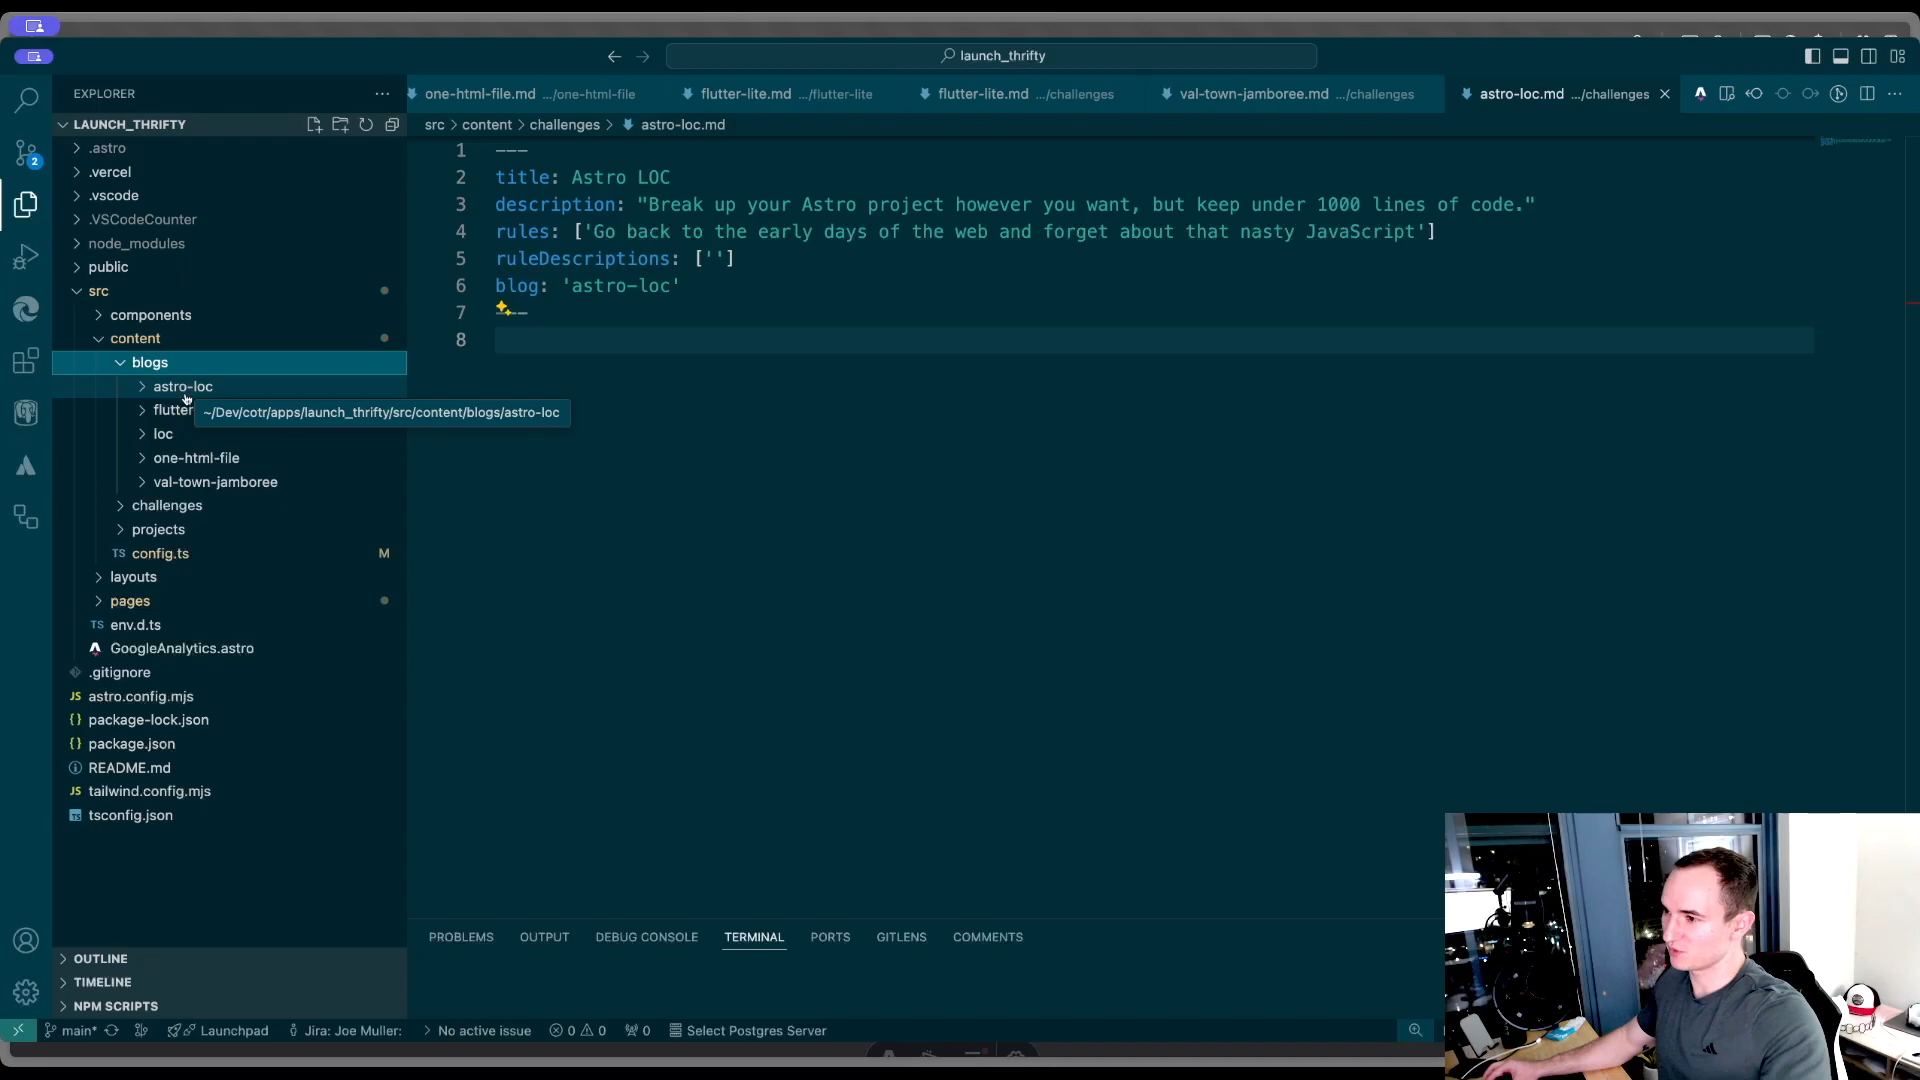 launch_thrifty
EXPLORER
LAUNCH_THRIFTY
.astro
.vercel
.vscode
.VSCodeCounter
node_modules
public
src
components
content
blogs
astro-loc
flutter
~/Dev/cotr/apps/launch_thrifty/src/content/blogs/astro-loc
loc
one-html-file
val-town-jamboree
challenges
projects
TS config.ts M
layouts
pages
TS env.d.ts
GoogleAnalytics.astro
.gitignore
JS astro.config.mjs
{} package-lock.json
{} package.json
README.md
JS tailwind.config.mjs
tsconfig.json
OUTLINE
TIMELINE
NPM SCRIPTS
2
one-html-file.md .../one-html-file
flutter-lite.md .../flutter-lite
flutter-lite.md .../challenges
val-town-jamboree.md .../challenges
astro-loc.md .../challenges
src > content > challenges > astro-loc.md
1 ---
2 title: Astro LOC
3 description: "Break up your Astro project however you want, but keep under 1000 lines of code."
4 rules: ['Go back to the early days of the web and forget about that nasty JavaScript']
5 ruleDescriptions: ['']
6 blog: 'astro-loc'
7 ---
8
PROBLEMS OUTPUT DEBUG CONSOLE TERMINAL PORTS GITLENS COMMENTS
main* Launchpad Jira: Joe Muller: No active issue 0 0 0 Select Postgres Server